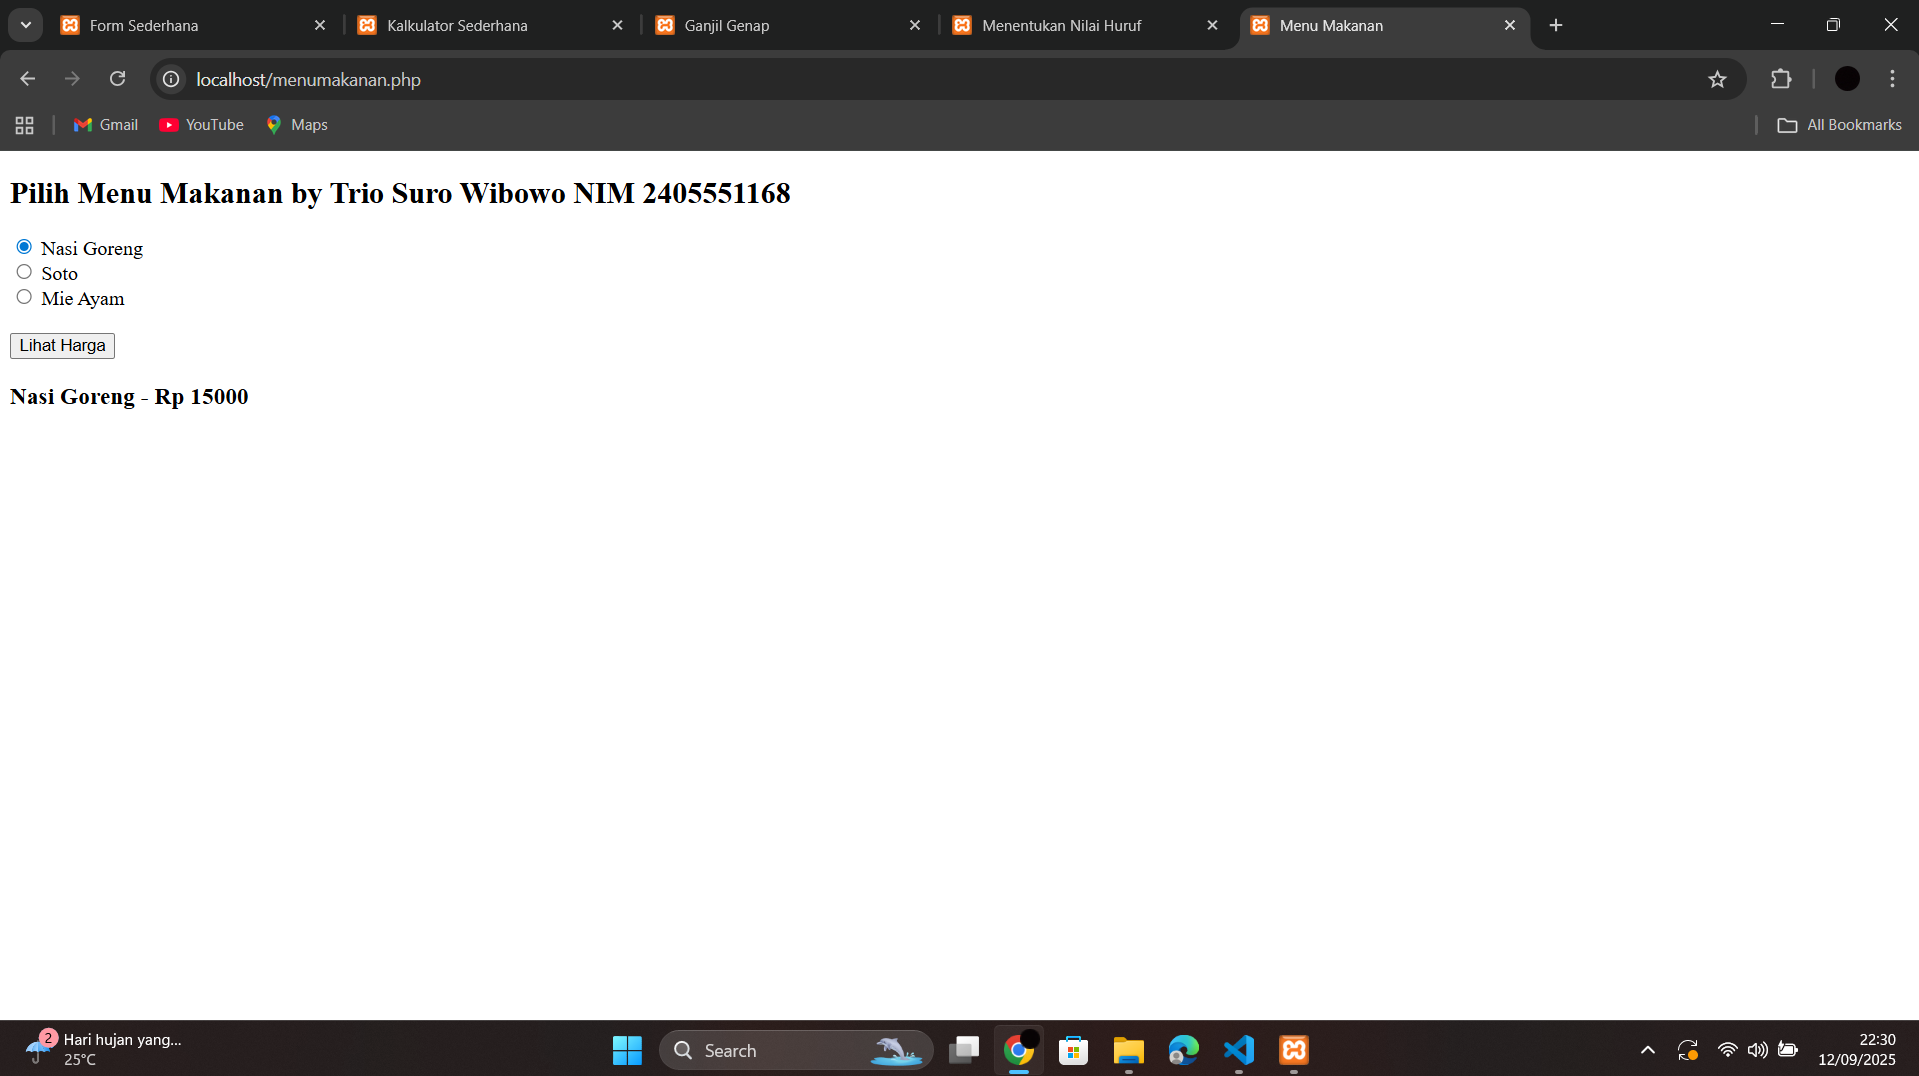 Form Sederhana
Kalkulator Sederhana
Ganjil Genap
Menentukan Nilai Huruf
Menu Makanan
localhost/menumakanan.php
Gmail
YouTube
Maps
All Bookmarks
Pilih Menu Makanan by Trio Suro Wibowo NIM 2405551168
Nasi Goreng
Soto
Mie Ayam
Lihat Harga
Nasi Goreng - Rp 15000
2
Hari hujan yang...
25°C
Search
22:30
12/09/2025